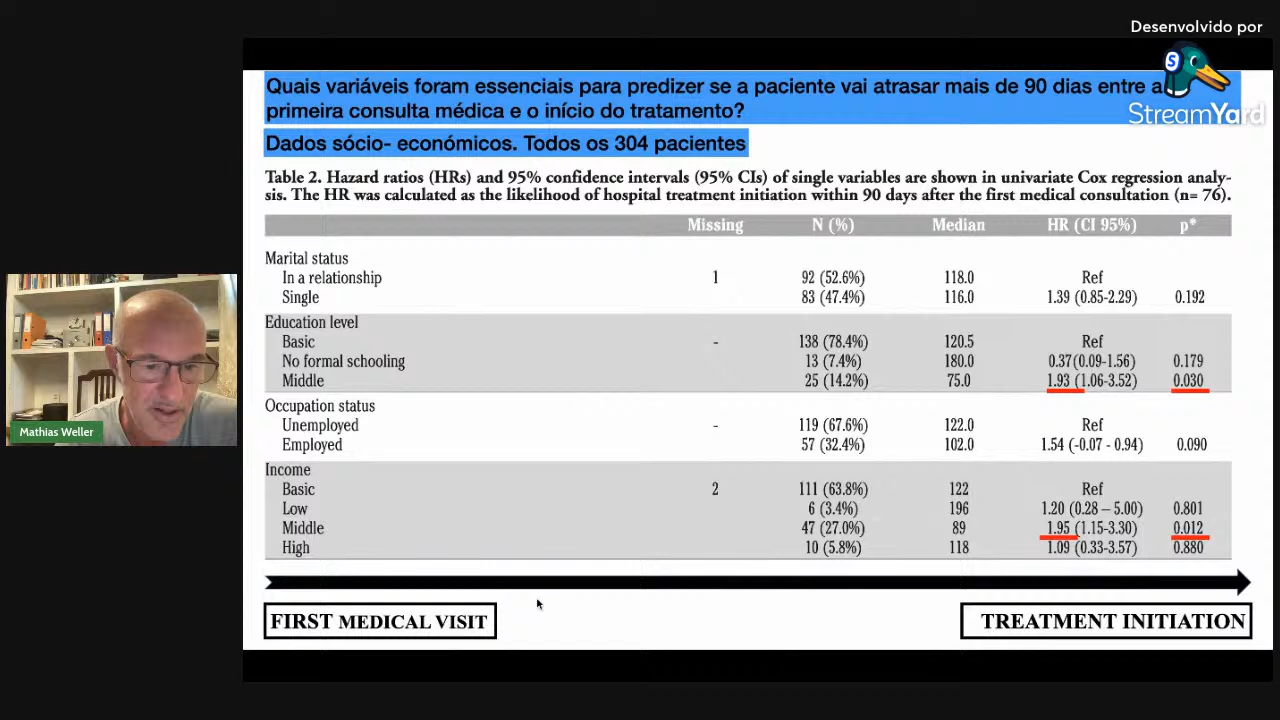 Desenvolvido por
StreamYard
Quais variáveis foram essenciais para predizer se a paciente vai atrasar mais de 90 dias entre a
primeira consulta médica e o início do tratamento?
Dados sócio- económicos. Todos os 304 pacientes
Table 2. Hazard ratios (HRs) and 95% confidence intervals (95% CIs) of single variables are shown in univariate Cox regression analy-
sis. The HR was calculated as the likelihood of hospital treatment initiation within 90 days after the first medical consultation (n= 76).
Missing N (%) Median HR (CI 95%) p*
Marital status
In a relationship 1 92 (52.6%) 118.0 Ref
Single 83 (47.4%) 116.0 1.39 (0.85-2.29) 0.192
Education level
Basic - 138 (78.4%) 120.5 Ref
No formal schooling 13 (7.4%) 180.0 0.37(0.09-1.56) 0.179
Middle 25 (14.2%) 75.0 1.93 (1.06-3.52) 0.030
Occupation status
Unemployed - 119 (67.6%) 122.0 Ref
Employed 57 (32.4%) 102.0 1.54 (-0.07 - 0.94) 0.090
Income
Basic 2 111 (63.8%) 122 Ref
Low 6 (3.4%) 196 1.20 (0.28 – 5.00) 0.801
Middle 47 (27.0%) 89 1.95 (1.15-3.30) 0.012
High 10 (5.8%) 118 1.09 (0.33-3.57) 0.880
FIRST MEDICAL VISIT
TREATMENT INITIATION
Mathias Weller